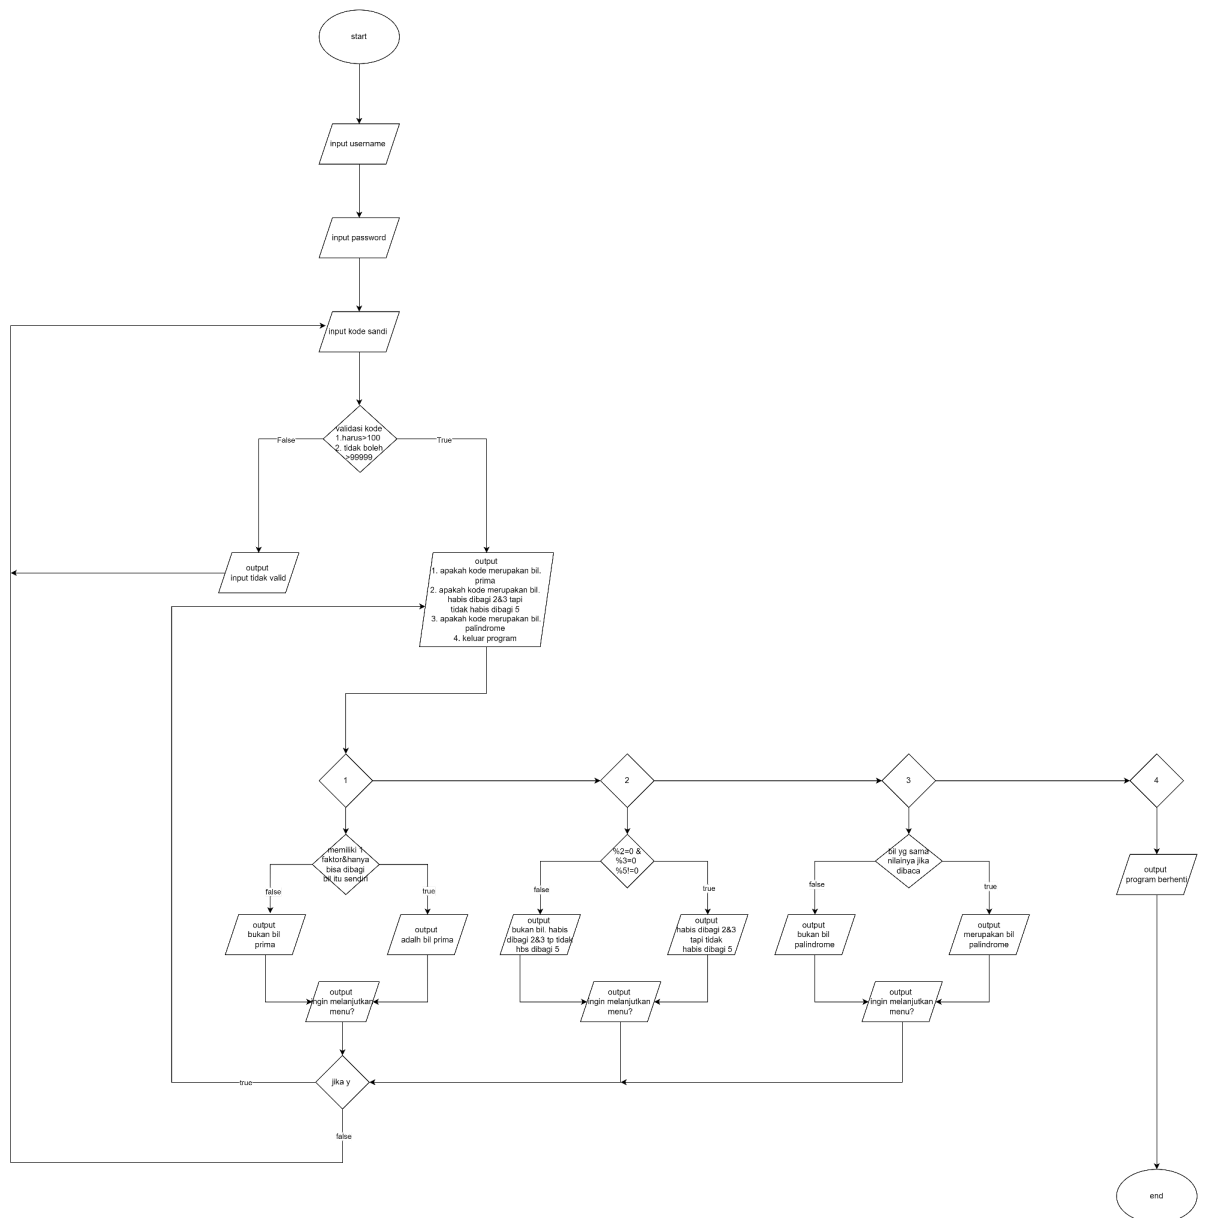 start
input username
input password
input kode sandi
validasi kode
1.harus>100
2. tidak boleh
>99999
False
True
output
input tidak valid
output
1. apakah kode merupakan bil.
prima
2. apakah kode merupakan bil.
habis dibagi 2&3 tapi
tidak habis dibagi 5
3. apakah kode merupakan bil.
palindrome
4. keluar program
1
2
3
4
memiliki 1
faktor&hanya
bisa dibagi
bil itu sendiri
false
true
output
bukan bil
prima
output
adalh bil prima
output
ingin melanjutkan
menu?
%2=0 &
%3=0
%5!=0
false
true
output
bukan bil. habis
dibagi 2&3 tp tidak
hbs dibagi 5
output
habis dibagi 2&3
tapi tidak
habis dibagi 5
output
ingin melanjutkan
menu?
bil yg sama
nilainya jika
dibaca
false
true
output
bukan bil
palindrome
output
merupakan bil
palindrome
output
ingin melanjutkan
menu?
output
program berhenti
jika y
true
false
end